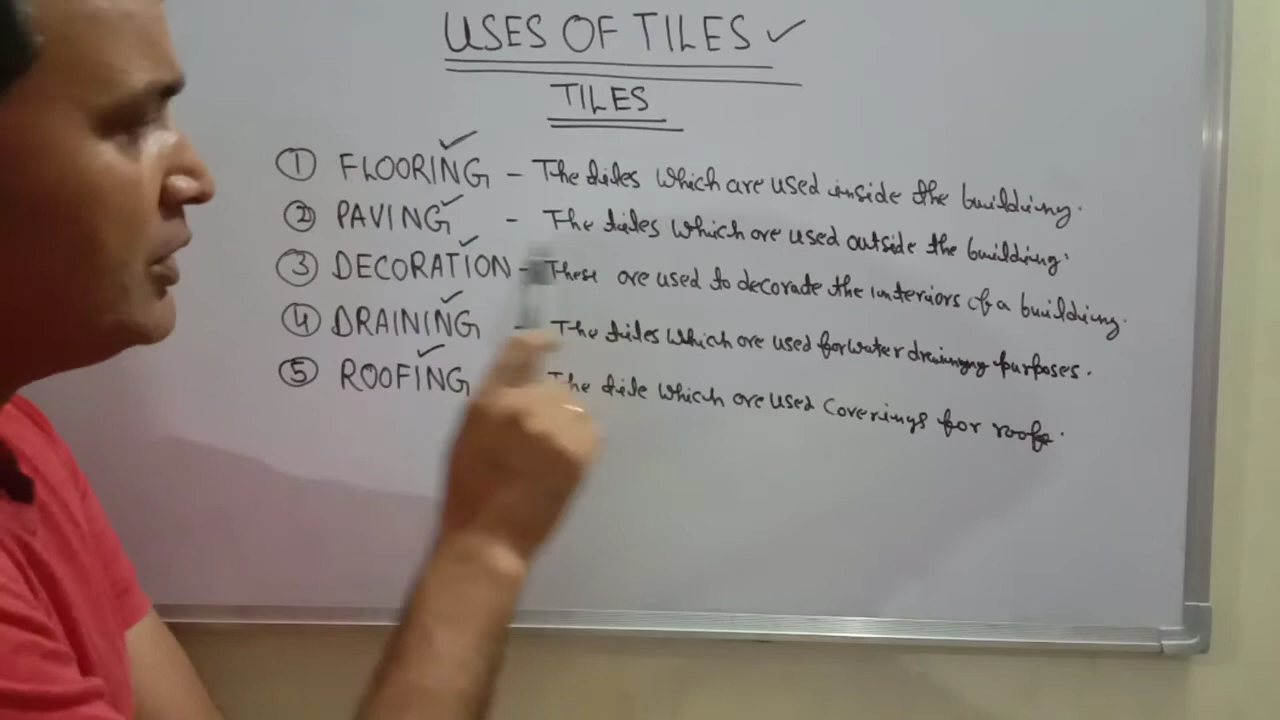 USES OF TILES ✓
TILES
① FLOORING ✓ - The tiles which are used inside the building.
② PAVING ✓ - The tiles which are used outside the building.
③ DECORATION ✓ - These are used to decorate the interiors of a building.
④ DRAINING ✓ - The tiles which are used for water draining purposes.
⑤ ROOFING ✓ The tile which are used coverings for roof.